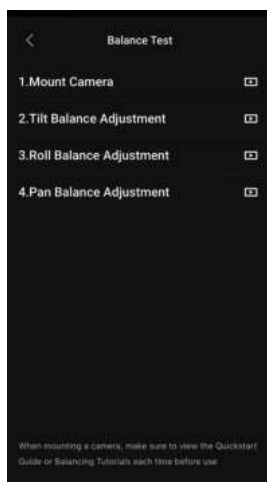 Balance Test
1.Mount Camera
2.Tilt Balance Adjustment
3.Roll Balance Adjustment
4.Pan Balance Adjustment
When mounting a camera, make sure to view the Quickstart
Guide or Balancing Tutorials each time before use